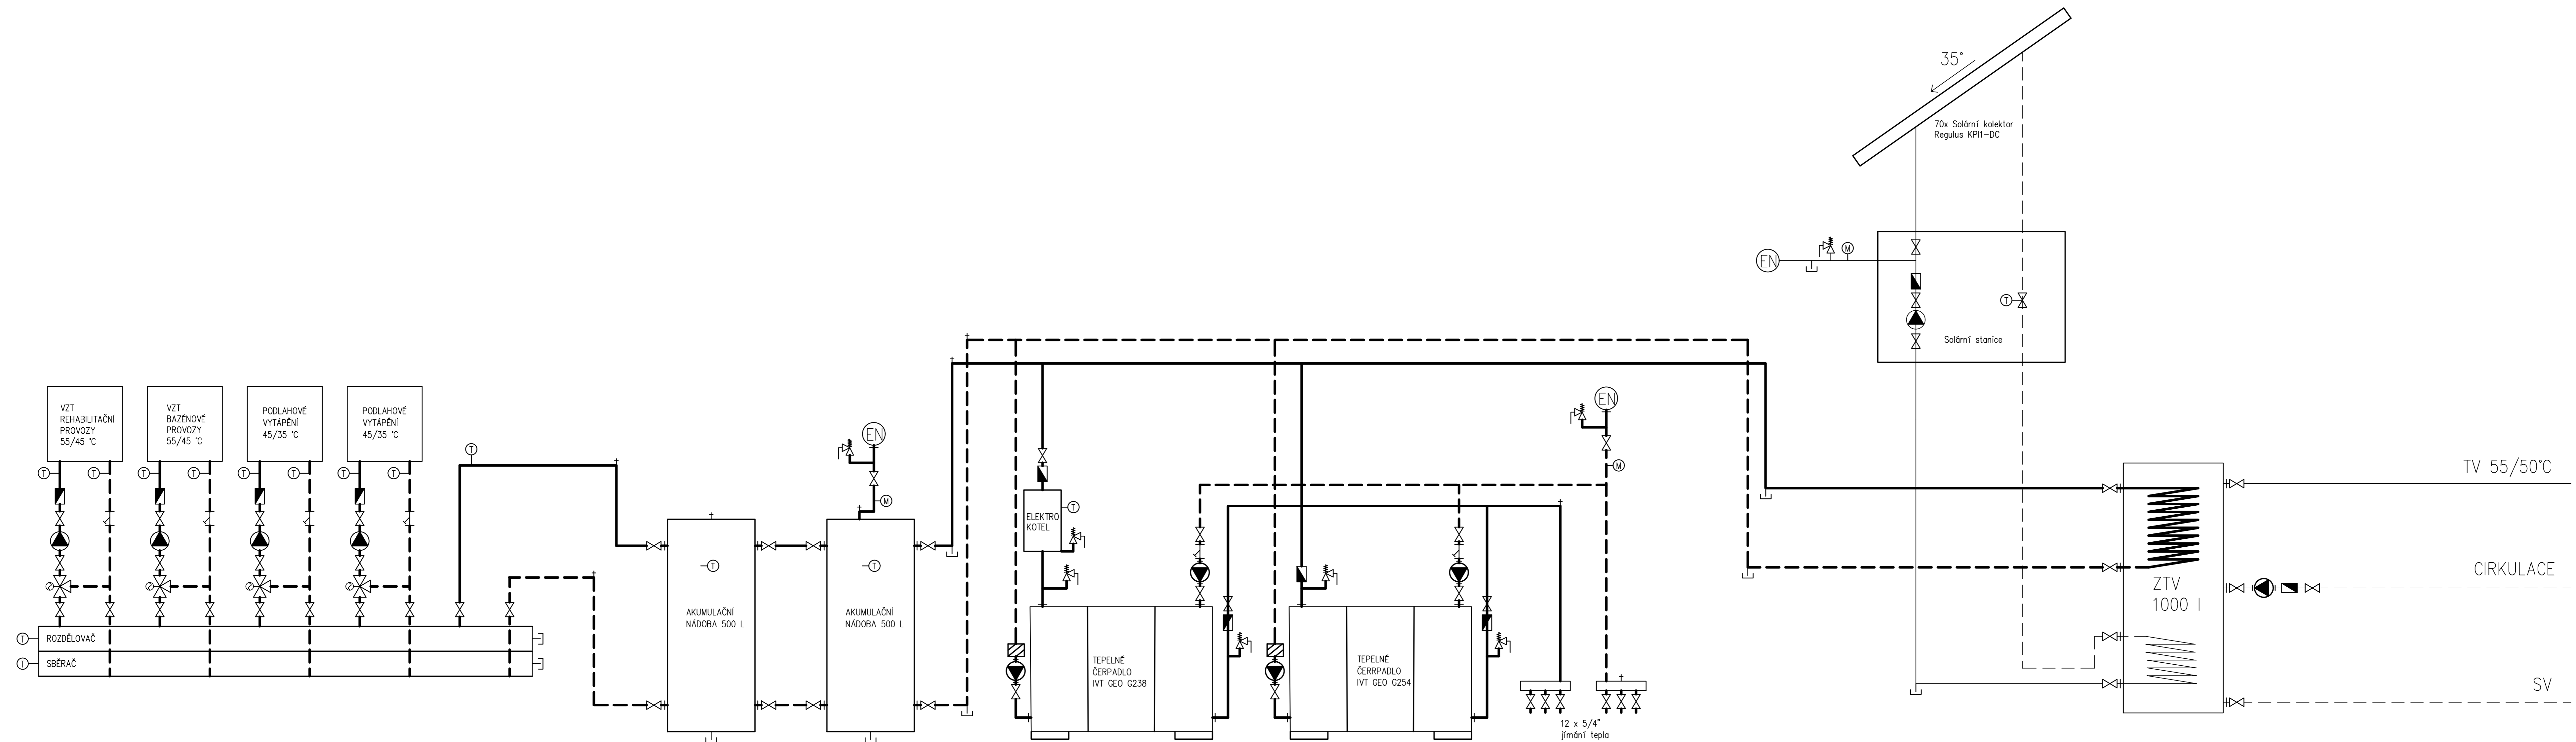 35°
70x Solární kolektor
Regulus KPI1-DC
EN
M
T
Solární stanice
VZT
REHABILITAČNÍ
PROVOZY
55/45 °C
VZT
BAZÉNOVÉ
PROVOZY
55/45 °C
PODLAHOVÉ
VYTÁPĚNÍ
45/35 °C
PODLAHOVÉ
VYTÁPĚNÍ
45/35 °C
T
T
T
T
T
T
T
T
T
T
ROZDĚLOVAČ
T
SBĚRAČ
EN
M
T
AKUMULAČNÍ
NÁDOBA 500 L
T
AKUMULAČNÍ
NÁDOBA 500 L
ELEKTRO
KOTEL
T
TEPELNÉ
ČERPADLO
IVT GEO G238
TEPELNÉ
ČERRPADLO
IVT GEO G254
EN
M
12 x 5/4"
jímání tepla
ZTV
1000 l
TV 55/50°C
CIRKULACE
SV